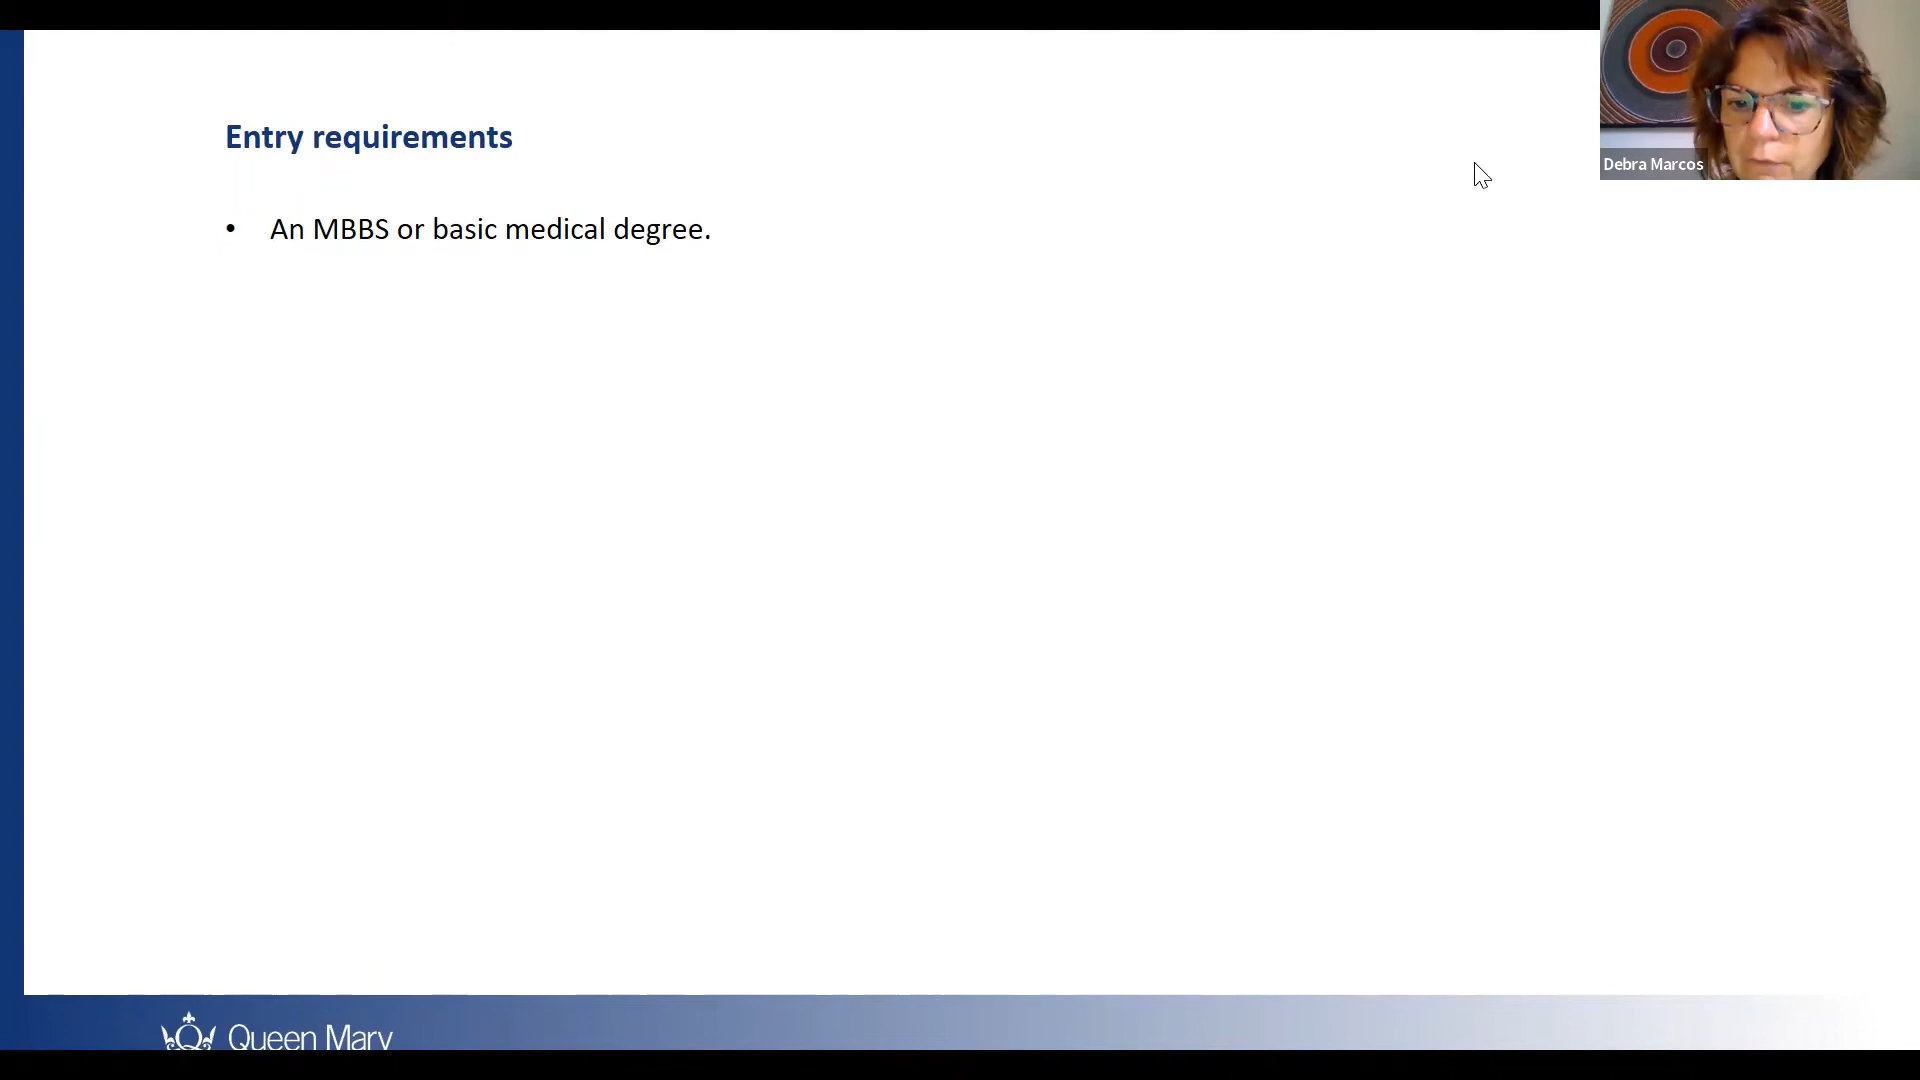 Entry requirements
• An MBBS or basic medical degree.
Debra Marcos
Queen Mary